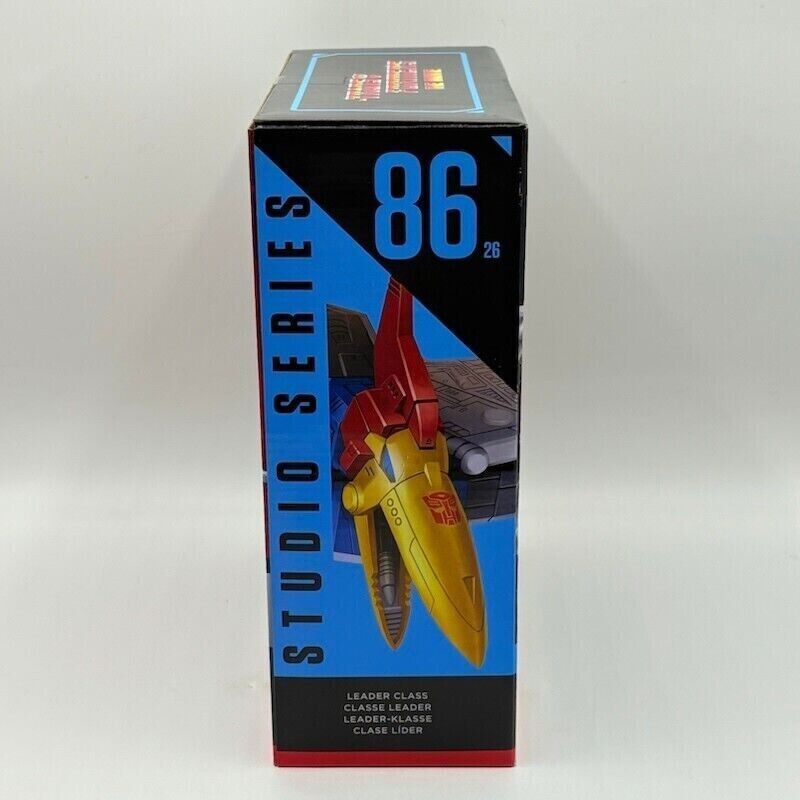 86
26
STUDIO SERIES
LEADER CLASS
CLASSE LEADER
LEADER-KLASSE
CLASE LÍDER